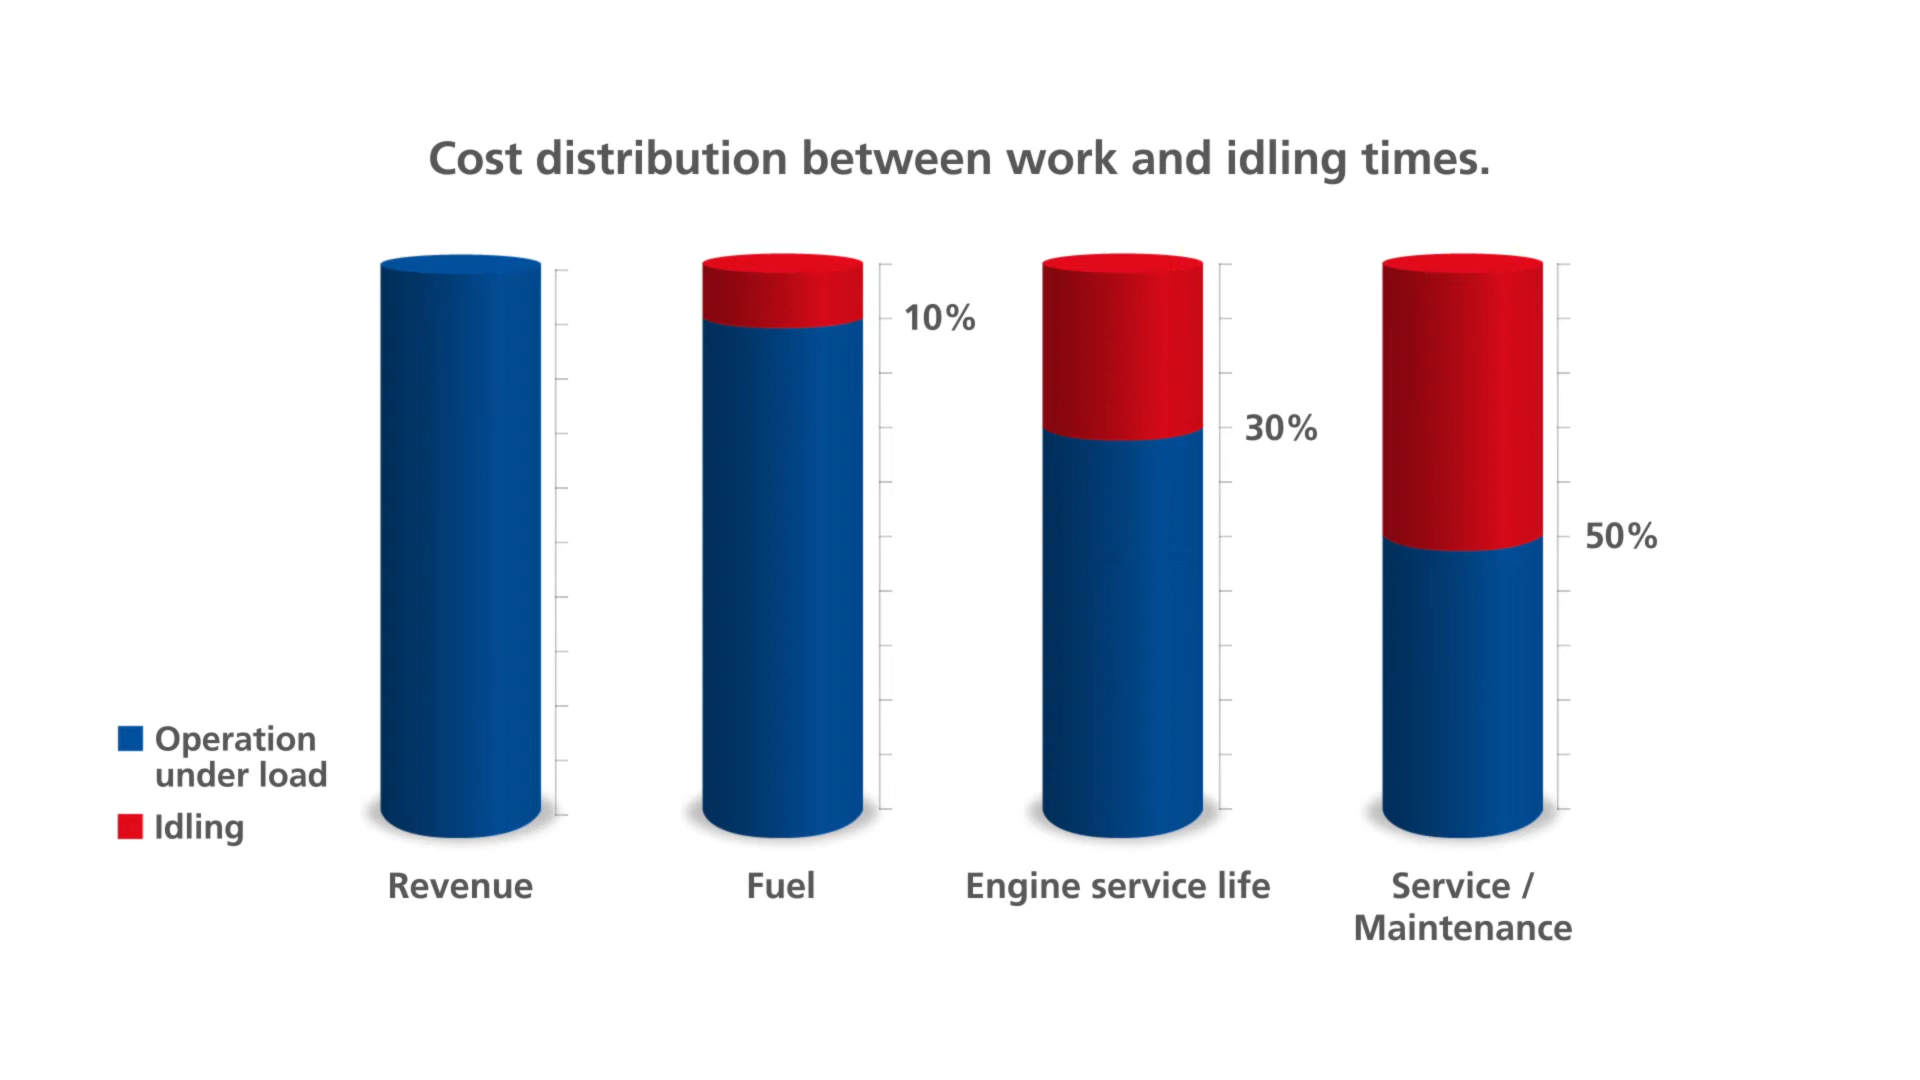 Cost distribution between work and idling times.
10%
30%
50%
Operation
under load
Idling
Revenue
Fuel
Engine service life
Service /
Maintenance